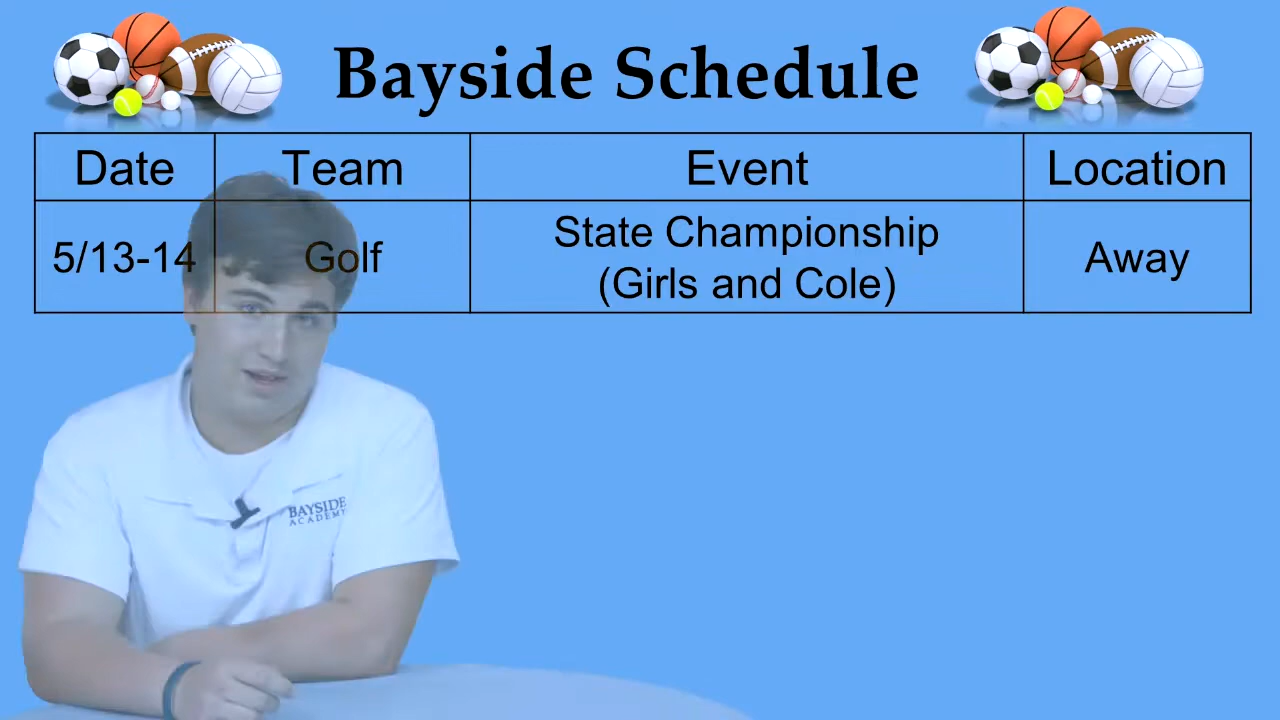 Bayside Schedule
Date Team Event Location
5/13-14 Golf State Championship (Girls and Cole) Away
BAYSIDE
ACADEMY